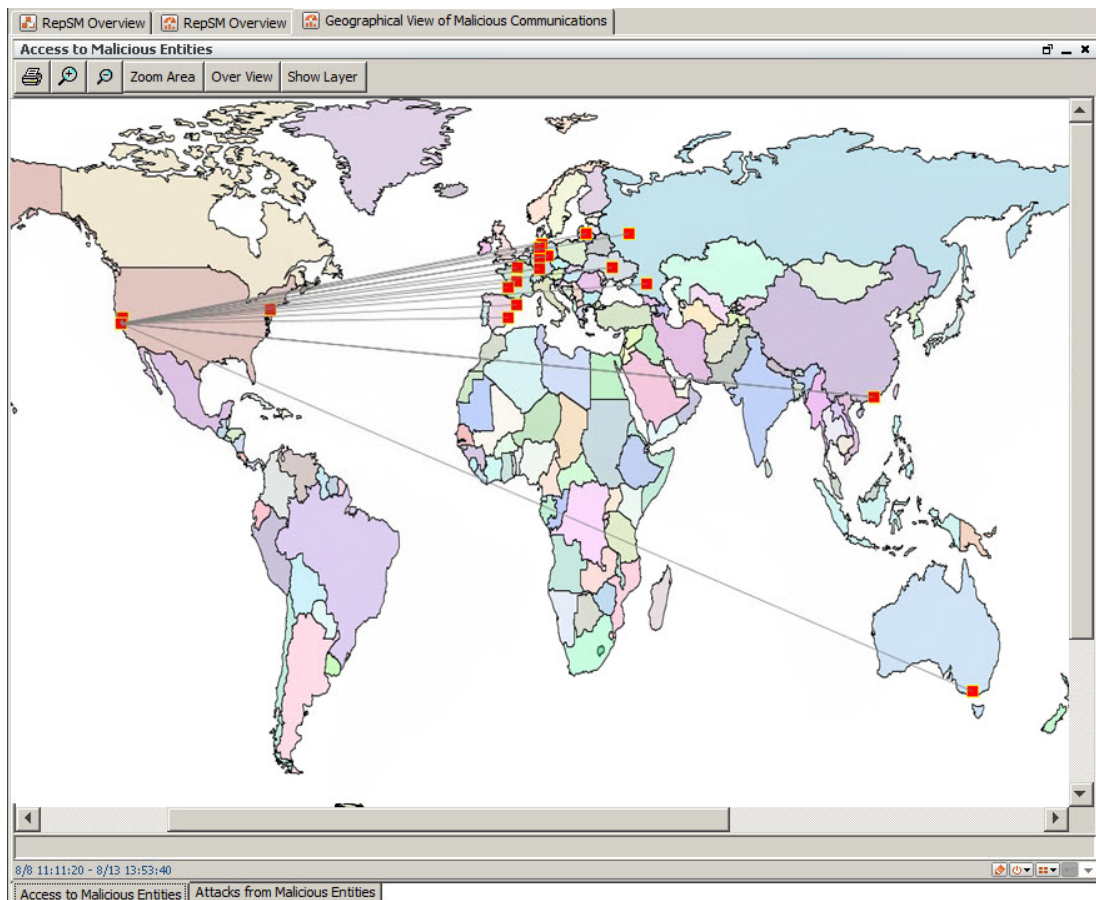 RepSM Overview
RepSM Overview
Geographical View of Malicious Communications
Access to Malicious Entities
Zoom Area
Over View
Show Layer
8/8 11:11:20 - 8/13 13:53:40
Access to Malicious Entities
Attacks from Malicious Entities